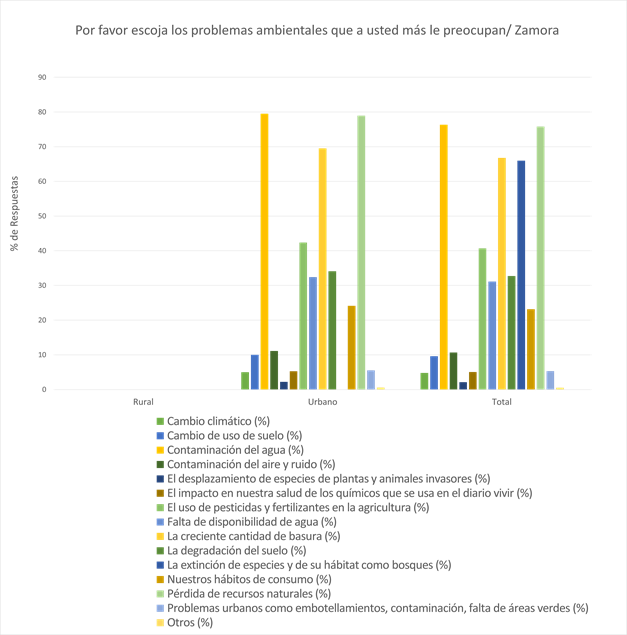 Por favor escoja los problemas ambientales que a usted más le preocupan/ Zamora
90
80
70
60
50
40
30
20
10
0
% de Respuestas
Rural Urbano Total
Cambio climático (%)
Cambio de uso de suelo (%)
Contaminación del agua (%)
Contaminación del aire y ruido (%)
El desplazamiento de especies de plantas y animales invasores (%)
El impacto en nuestra salud de los químicos que se usa en el diario vivir (%)
El uso de pesticidas y fertilizantes en la agricultura (%)
Falta de disponibilidad de agua (%)
La creciente cantidad de basura (%)
La degradación del suelo (%)
La extinción de especies y de su hábitat como bosques (%)
Nuestros hábitos de consumo (%)
Pérdida de recursos naturales (%)
Problemas urbanos como embotellamientos, contaminación, falta de áreas verdes (%)
Otros (%)